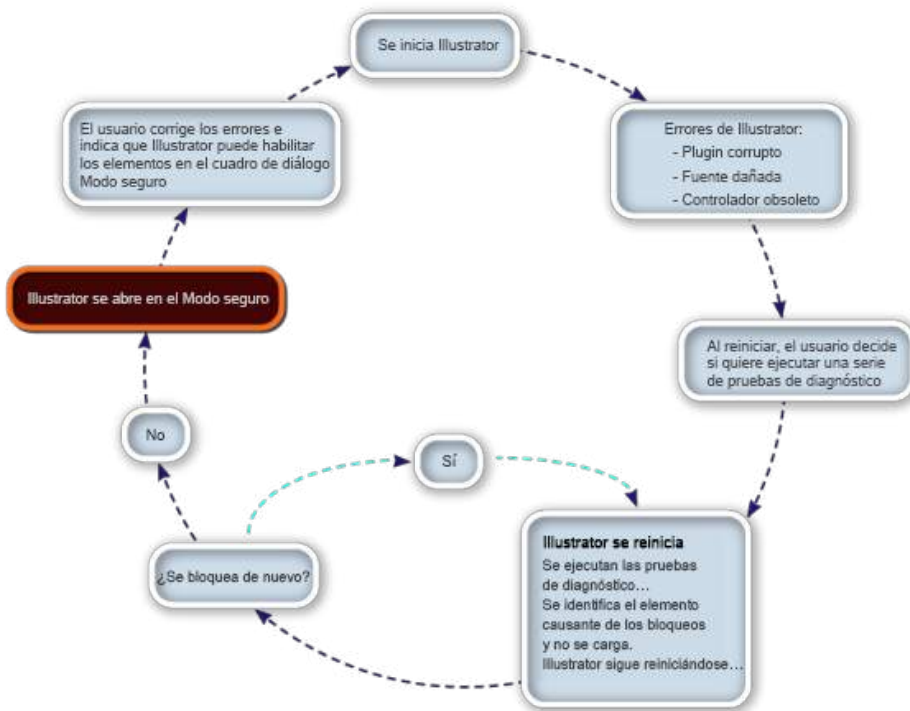 Se inicia Illustrator
Errores de Illustrator:
- Plugin corrupto
- Fuente dañada
- Controlador obsoleto
Al reiniciar, el usuario decide
si quiere ejecutar una serie
de pruebas de diagnóstico
Illustrator se reinicia
Se ejecutan las pruebas
de diagnóstico…
Se identifica el elemento
causante de los bloqueos
y no se carga.
Illustrator sigue reiniciándose…
¿Se bloquea de nuevo?
Sí
No
Illustrator se abre en el Modo seguro
El usuario corrige los errores e
indica que Illustrator puede habilitar
los elementos en el cuadro de diálogo
Modo seguro